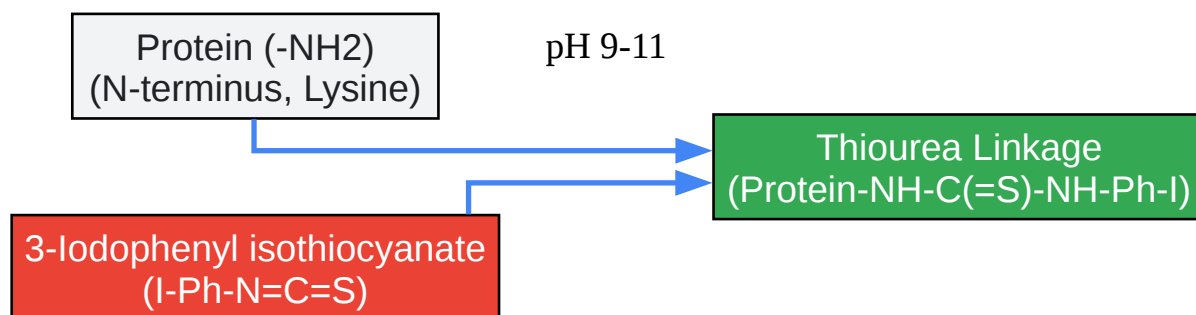 Protein (-NH2)
(N-terminus, Lysine)
pH 9-11
Thiourea Linkage
(Protein-NH-C(=S)-NH-Ph-I)
3-Iodophenyl isothiocyanate
(I-Ph-N=C=S)